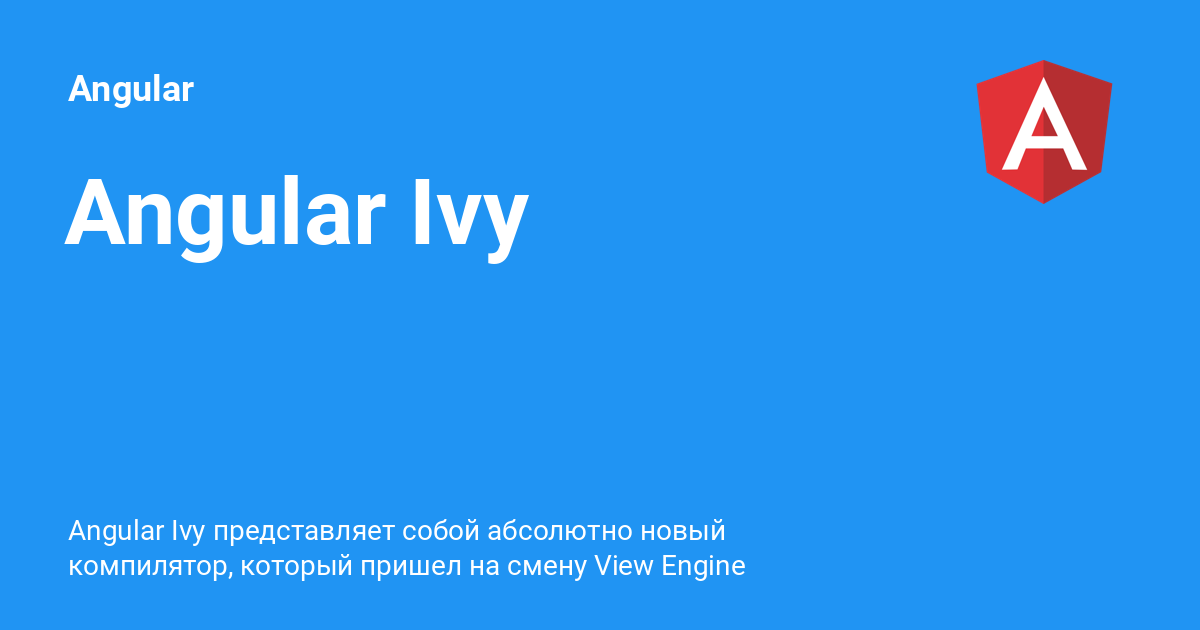 Angular
Angular Ivy
Angular Ivy представляет собой абсолютно новый
компилятор, который пришел на смену View Engine